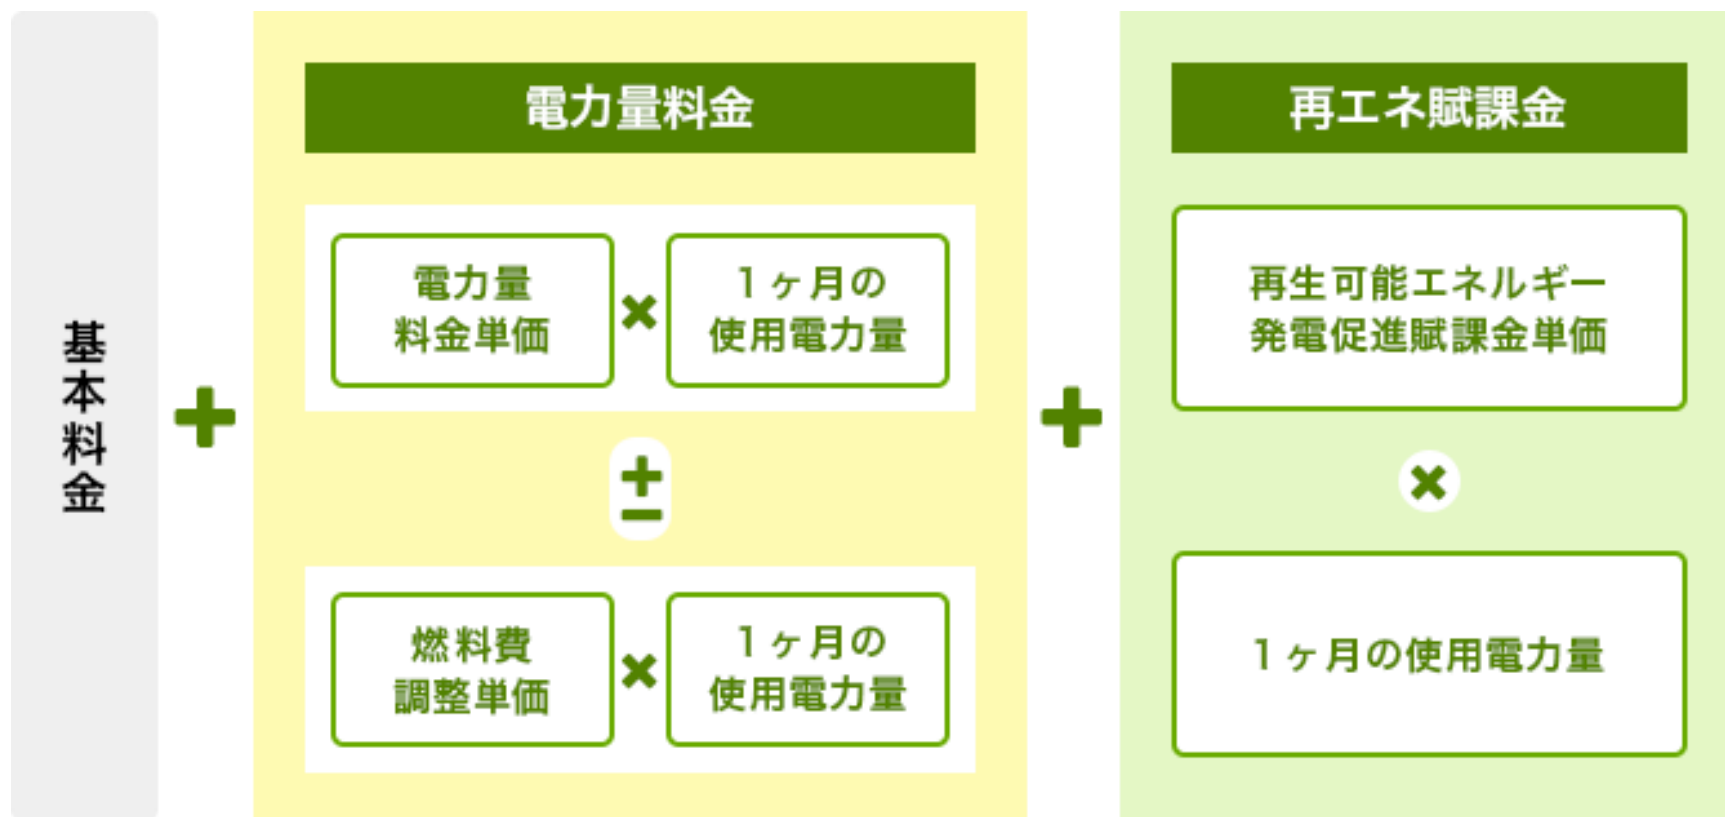 基本料金
+
電力量料金
電力量
料金単価
×
1ヶ月の
使用電力量
±
燃料費
調整単価
×
1ヶ月の
使用電力量
+
再エネ賦課金
再生可能エネルギー
発電促進賦課金単価
×
1ヶ月の使用電力量